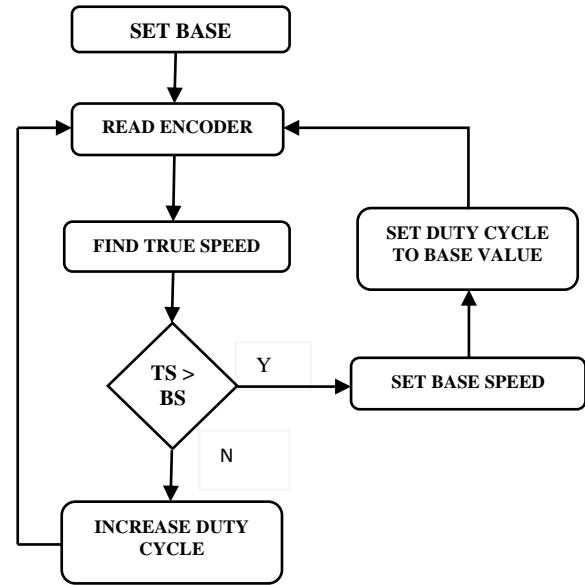 SET BASE
READ ENCODER
FIND TRUE SPEED
SET DUTY CYCLE
TO BASE VALUE
TS >
BS
Y
SET BASE SPEED
N
INCREASE DUTY
CYCLE